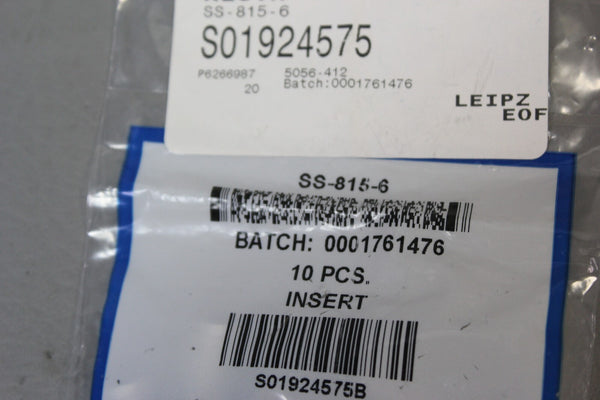 SS-815-6
S01924575
P6266987 5056-412
20 Batch:0001761476
LEIPZ
EOF
SS-815-6
BATCH: 0001761476
10 PCS.
INSERT
S01924575B